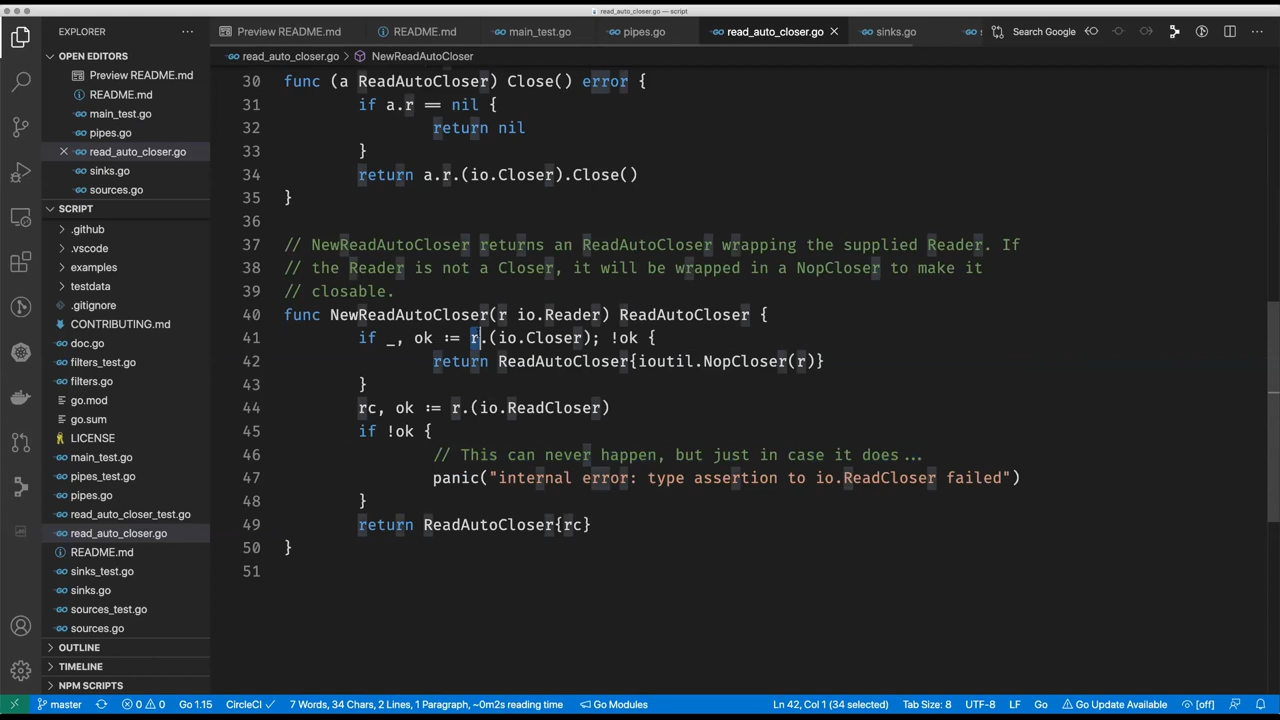 read_auto_closer.go — script
EXPLORER
Preview README.md
README.md
main_test.go
pipes.go
read_auto_closer.go
sinks.go
Search Google
OPEN EDITORS
Preview README.md
README.md
main_test.go
pipes.go
read_auto_closer.go
sinks.go
sources.go
SCRIPT
.github
.vscode
examples
testdata
.gitignore
CONTRIBUTING.md
doc.go
filters_test.go
filters.go
go.mod
go.sum
LICENSE
main_test.go
pipes_test.go
pipes.go
read_auto_closer_test.go
read_auto_closer.go
README.md
sinks_test.go
sinks.go
sources_test.go
sources.go
OUTLINE
TIMELINE
NPM SCRIPTS
read_auto_closer.go > NewReadAutoCloser
30 func (a ReadAutoCloser) Close() error {
31 if a.r == nil {
32 return nil
33 }
34 return a.r.(io.Closer).Close()
35 }
36
37 // NewReadAutoCloser returns an ReadAutoCloser wrapping the supplied Reader. If
38 // the Reader is not a Closer, it will be wrapped in a NopCloser to make it
39 // closable.
40 func NewReadAutoCloser(r io.Reader) ReadAutoCloser {
41 if _, ok := r.(io.Closer); !ok {
42 return ReadAutoCloser{ioutil.NopCloser(r)}
43 }
44 rc, ok := r.(io.ReadCloser)
45 if !ok {
46 // This can never happen, but just in case it does...
47 panic("internal error: type assertion to io.ReadCloser failed")
48 }
49 return ReadAutoCloser{rc}
50 }
51
master 0 0 CircleCI ✓ Go 1.15 7 Words, 34 Chars, 2 Lines, 1 Paragraph, ~0m2s reading time Go Modules Ln 42, Col 1 (34 selected) Tab Size: 8 UTF-8 LF Go Go Update Available [off]